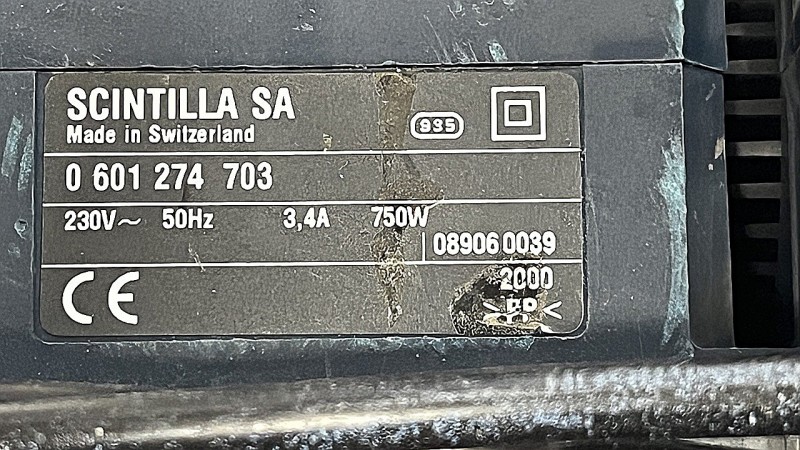 SCINTILLA SA
Made in Switzerland
935
0 601 274 703
230V~ 50Hz 3,4A 750W
089060039
CE
2000